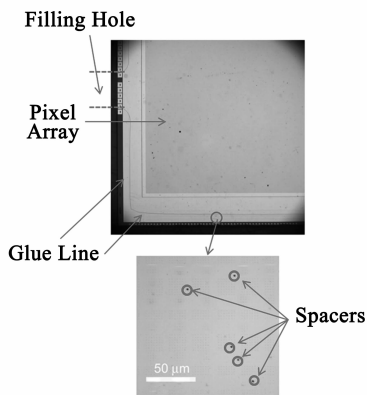 Filling Hole
Pixel
Array
Glue Line
Spacers
50 μm